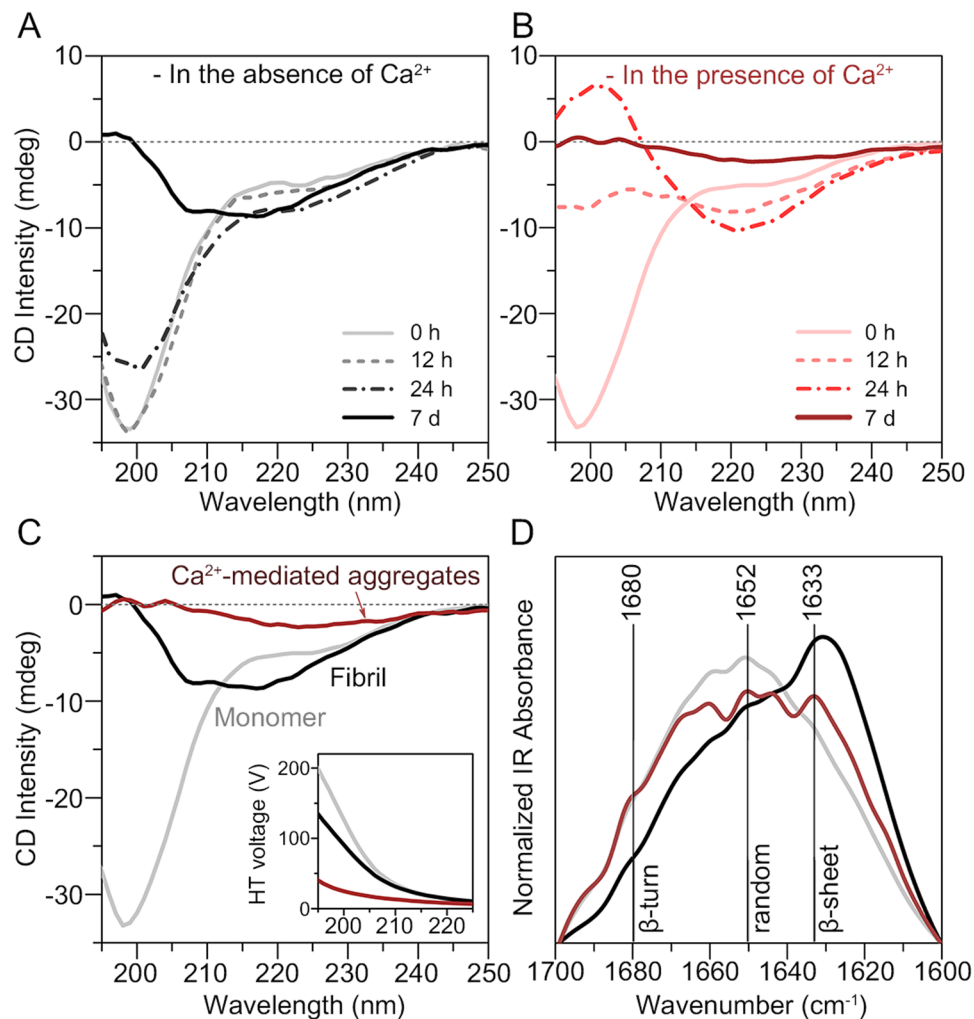 A
- In the absence of Ca²⁺
CD Intensity (mdeg)
10
0
-10
-20
-30
0 h
12 h
24 h
7 d
200 210 220 230 240 250
Wavelength (nm)
B
- In the presence of Ca²⁺
10
0
-10
-20
-30
0 h
12 h
24 h
7 d
200 210 220 230 240 250
Wavelength (nm)
C
CD Intensity (mdeg)
5
0
-10
-20
-30
Ca²⁺-mediated aggregates
Fibril
Monomer
HT voltage (V)
200
100
0
200 210 220
200 210 220 230 240 250
Wavelength (nm)
D
Normalized IR Absorbance
1680
1652
1633
β-turn
random
β-sheet
1700 1680 1660 1640 1620 1600
Wavenumber (cm⁻¹)